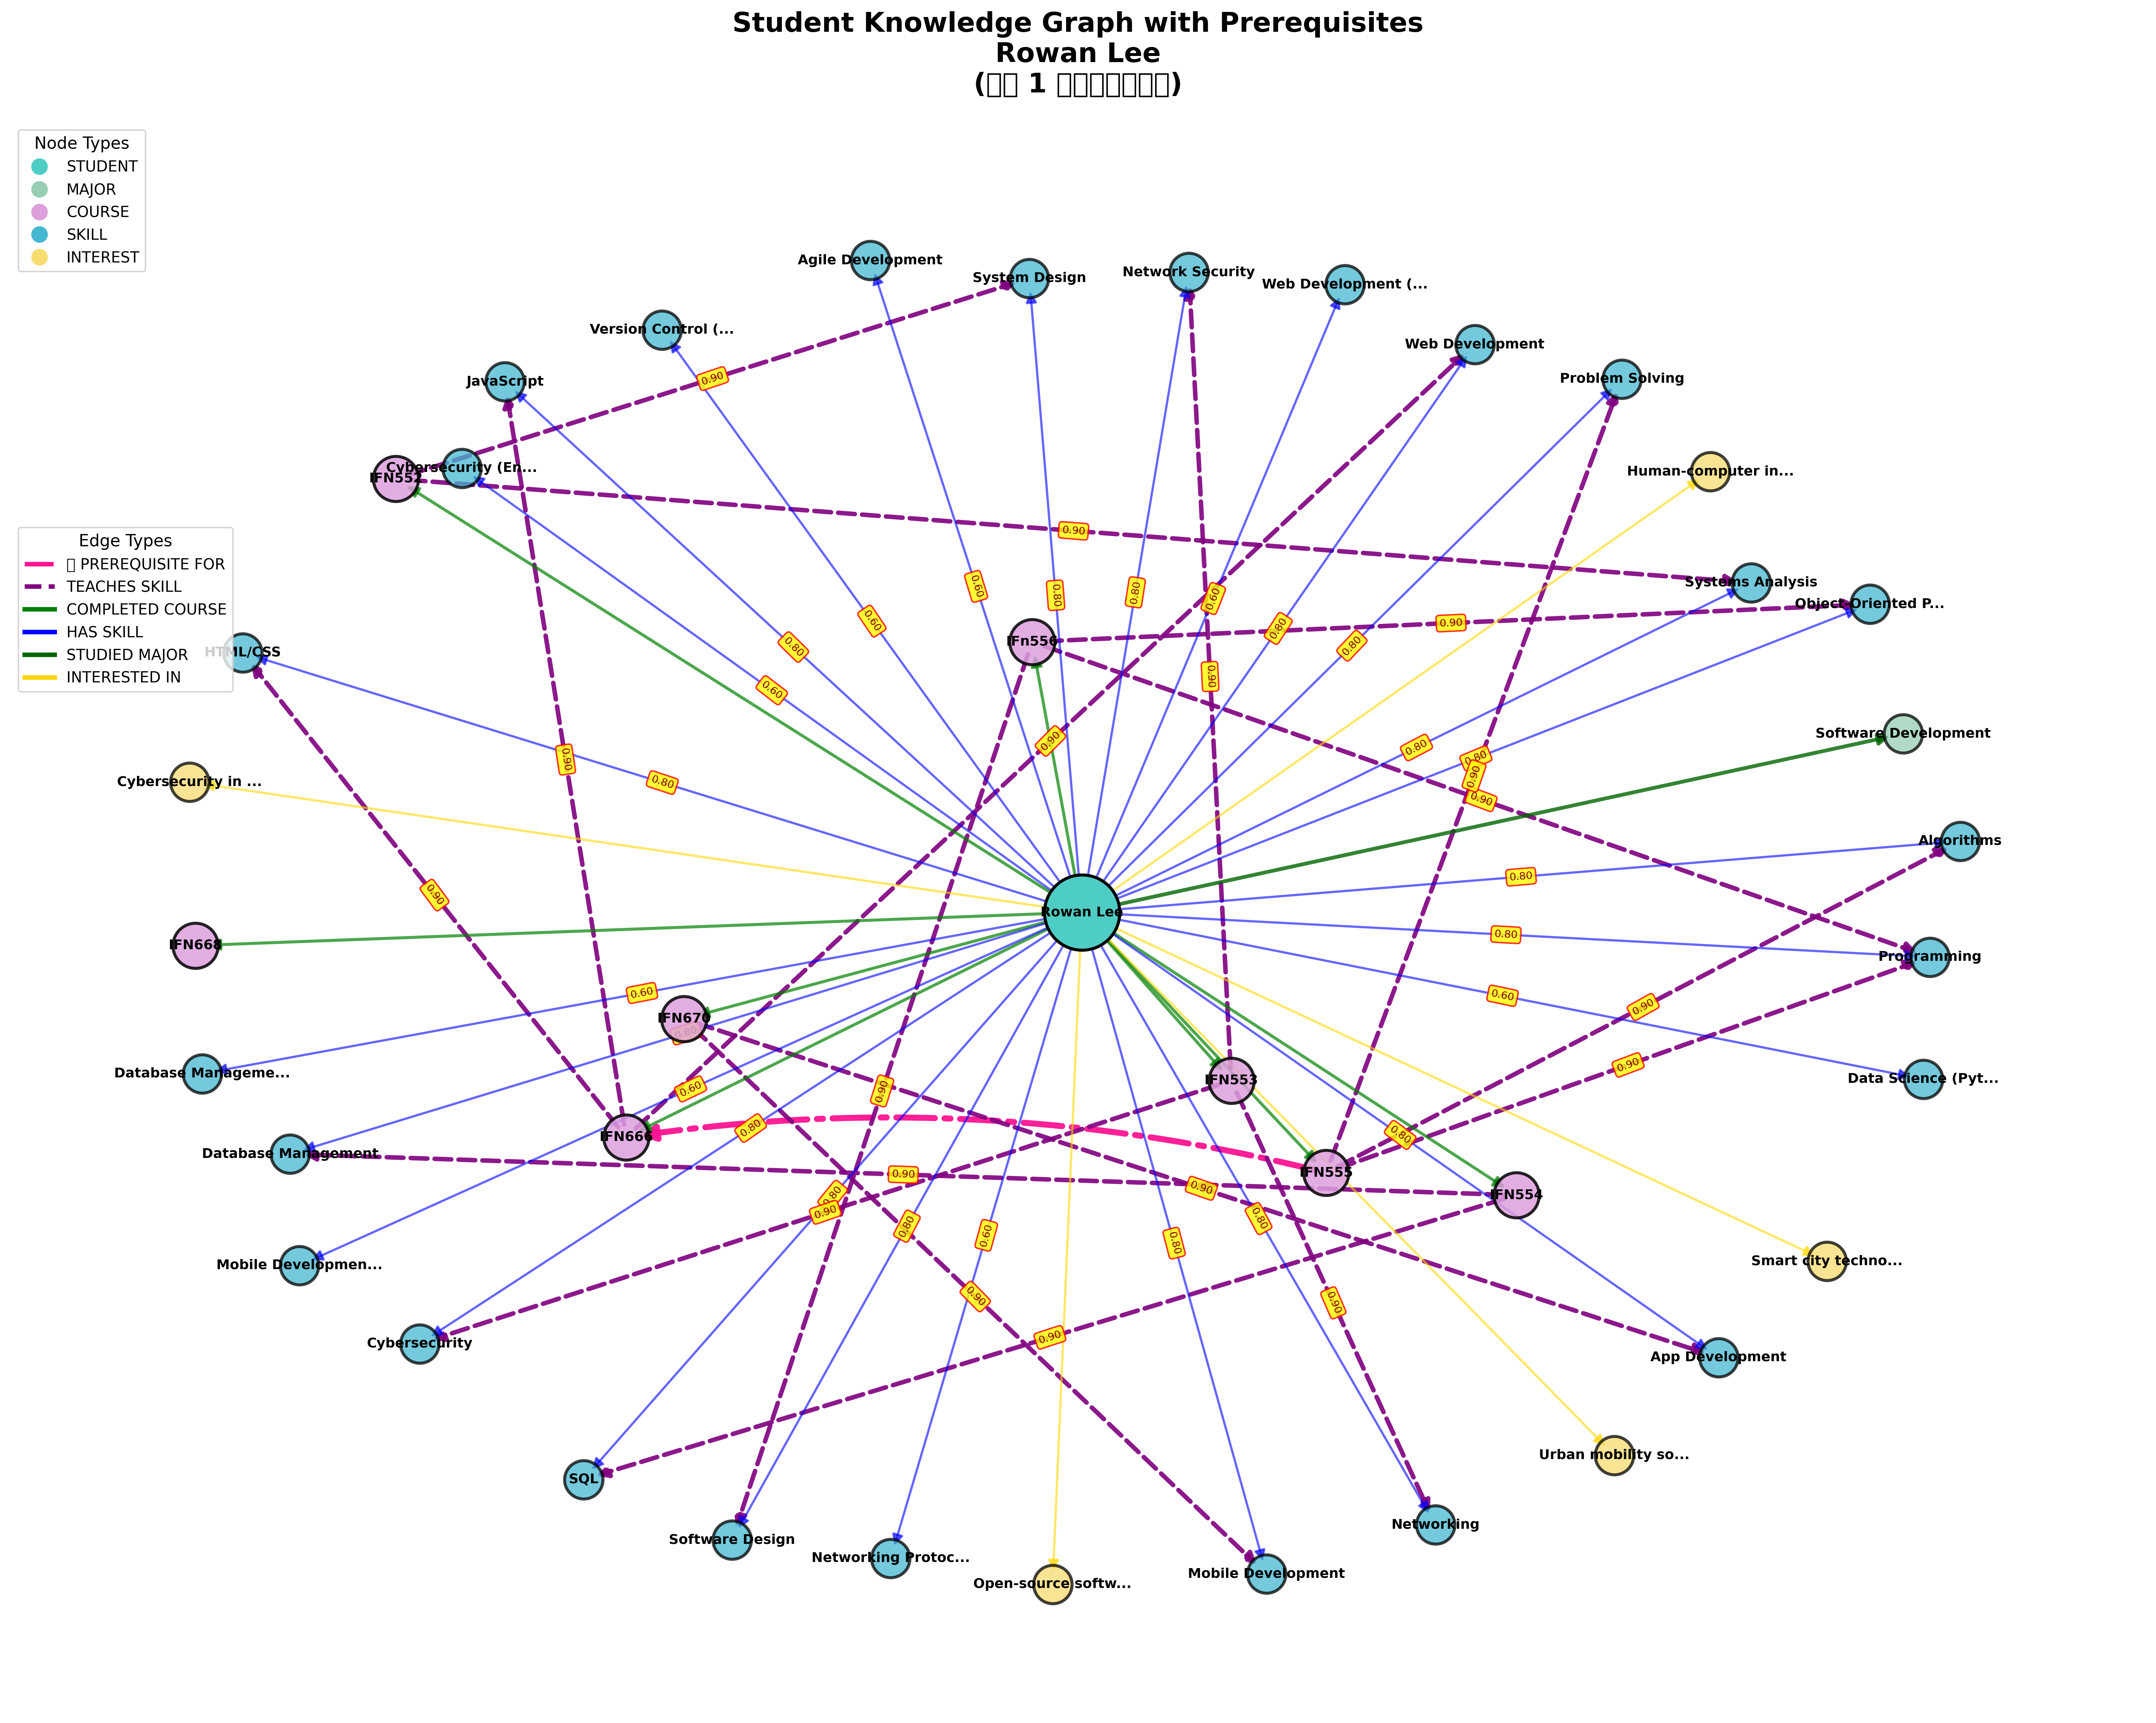 Student Knowledge Graph with Prerequisites
Rowan Lee
( 1 )
Node Types
STUDENT
MAJOR
COURSE
SKILL
INTEREST
Edge Types
PREREQUISITE FOR
TEACHES SKILL
COMPLETED COURSE
HAS SKILL
STUDIED MAJOR
INTERESTED IN
Agile Development
System Design
Network Security
Web Development (...
Version Control (...
Web Development
JavaScript
Problem Solving
0.90
Cybersecurity (En...
IFN552
Human-computer in...
0.90
Systems Analysis
0.60
0.80
0.80
0.60
Object-Oriented P...
0.60
0.80
0.90
IFn556
0.80
0.80
HTML/CSS
0.90
0.60
Software Development
0.90
0.80
0.90
0.80
0.90
0.80
Cybersecurity in ...
0.90
Algorithms
0.80
0.90
Rowan Lee
0.80
IFN668
Programming
0.60
0.60
0.90
IFN670
0.80
0.90
Database Manageme...
IFN553
Data Science (Pyt...
0.60
0.90
0.80
IFN666
0.80
Database Management
0.90
IFN555
0.90
IFN554
0.80
0.90
0.80
0.80
0.60
0.80
Mobile Developmen...
Smart city techno...
0.90
0.90
Cybersecurity
0.90
App Development
Urban mobility so...
SQL
Networking
Software Design
Networking Protoc...
Mobile Development
Open-source softw...